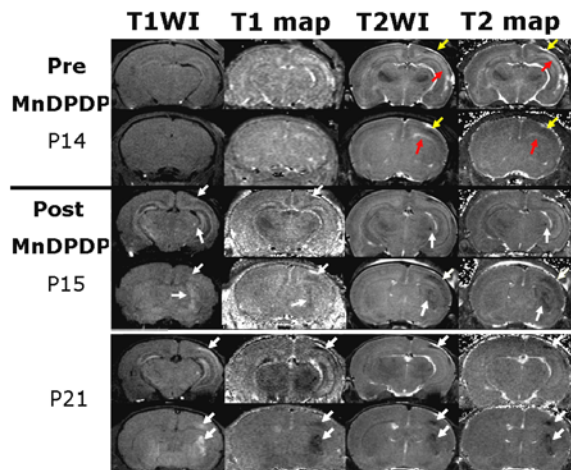 T1WI T1 map T2WI T2 map
Pre
MnDPDP
P14
Post
MnDPDP
P15
P21